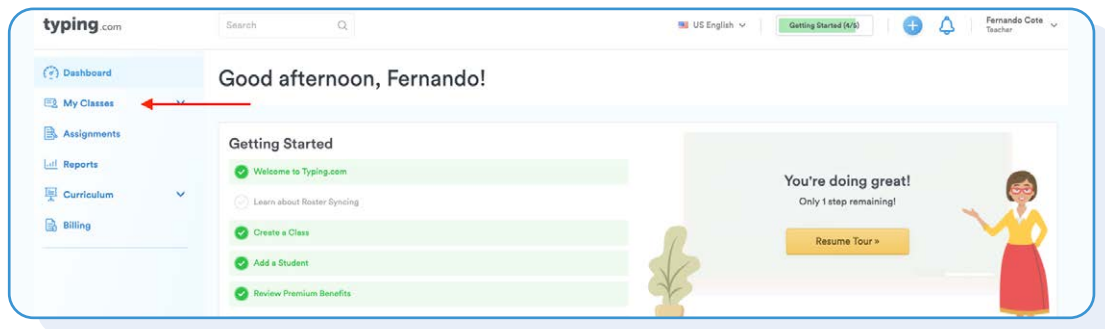 typing.com
Search
US English
Getting Started (4/5)
Fernando Cote
Teacher
Dashboard
My Classes
Assignments
Reports
Curriculum
Billing
Good afternoon, Fernando!
Getting Started
Welcome to Typing.com
Learn about Roster Syncing
Create a Class
Add a Student
Review Premium Benefits
You're doing great!
Only 1 step remaining!
Resume Tour »